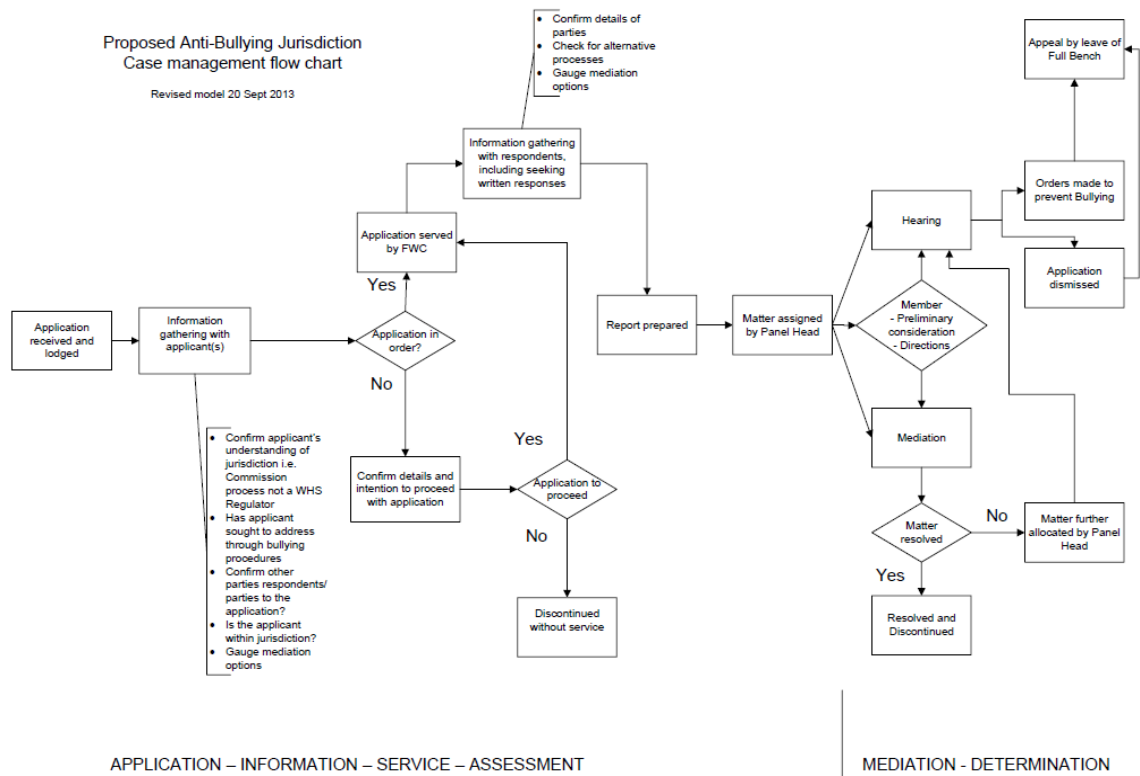 Proposed Anti-Bullying Jurisdiction
Case management flow chart
Revised model 20 Sept 2013
• Confirm details of
parties
• Check for alternative
processes
• Gauge mediation
options
Appeal by leave of
Full Bench
Information gathering
with respondents,
including seeking
written responses
Orders made to
prevent Bullying
Hearing
Application served
by FWC
Yes
Application
dismissed
Application
received and
lodged
Information
gathering with
applicant(s)
Application in
order?
Report prepared
Matter assigned
by Panel Head
Member
- Preliminary
consideration
- Directions
No
Mediation
• Confirm applicant's
understanding of
jurisdiction i.e.
Commission
process not a WHS
Regulator
• Has applicant
sought to address
through bullying
procedures
• Confirm other
parties respondents/
parties to the
application?
• Is the applicant
within jurisdiction?
• Gauge mediation
options
Confirm details and
intention to proceed
with application
Yes
Application to
proceed
No
Discontinued
without service
Matter
resolved
No
Matter further
allocated by Panel
Head
Yes
Resolved and
Discontinued
APPLICATION – INFORMATION – SERVICE – ASSESSMENT
MEDIATION - DETERMINATION